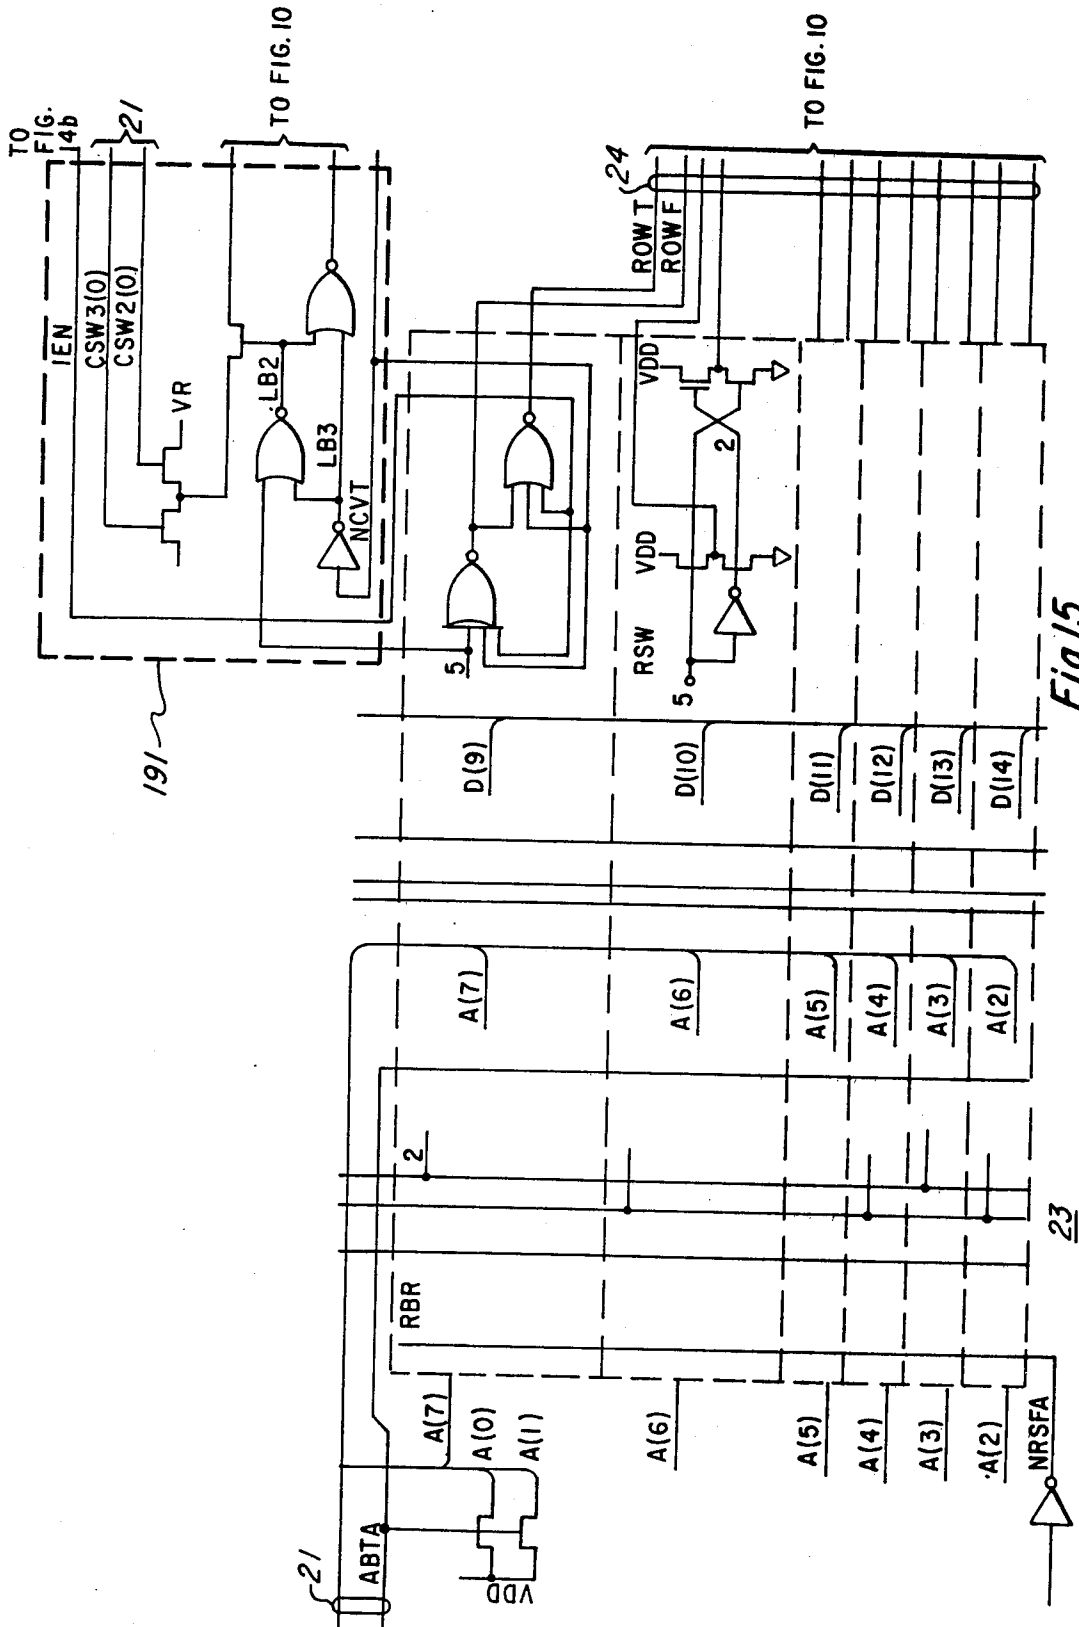 TO
FIG.
14b
21
TO FIG. 10
IEN
CSW3(0)
CSW2(0)
VR
LB2
LB3
NCVT
191
24
TO FIG. 10
ROW T
ROW F
5
VDD
VDD
2
RSW
5
D(9)
D(10)
D(11)
D(12)
D(13)
D(14)
A(7)
A(6)
A(5)
A(4)
A(3)
A(2)
2
RBR
21
ABTA
VDD
A(7)
A(0)
A(1)
A(6)
A(5)
A(4)
A(3)
A(2)
NRSFA
23
Fig.15